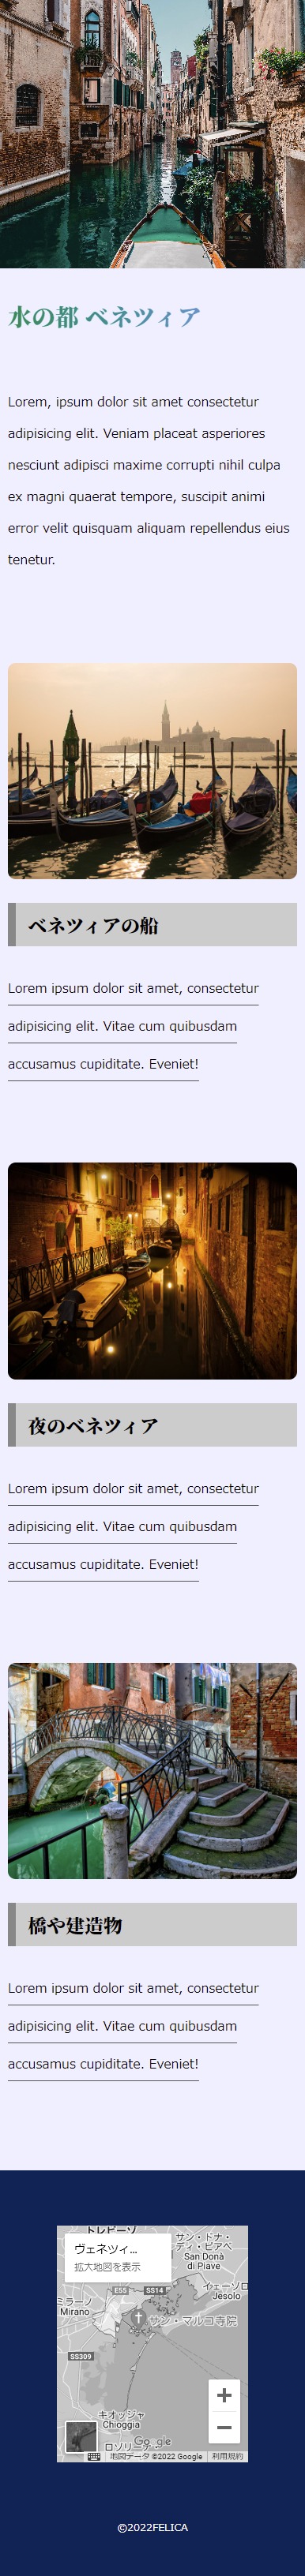 水の都 ベネツィア
Lorem, ipsum dolor sit amet consectetur
adipisicing elit. Veniam placeat asperiores
nesciunt adipisci maxime corrupti nihil culpa
ex magni quaerat tempore, suscipit animi
error velit quisquam aliquam repellendus eius
tenetur.
ベネツィアの船
Lorem ipsum dolor sit amet, consectetur
adipisicing elit. Vitae cum quibusdam
accusamus cupiditate. Eveniet!
夜のベネツィア
Lorem ipsum dolor sit amet, consectetur
adipisicing elit. Vitae cum quibusdam
accusamus cupiditate. Eveniet!
橋や建造物
Lorem ipsum dolor sit amet, consectetur
adipisicing elit. Vitae cum quibusdam
accusamus cupiditate. Eveniet!
トレビーゾ
ヴェネツィ...
拡大地図を表示
サン・ドナ・
ディ・ピアベ
San Donà
di Piave
E55
SS14
イェーゾロ
Jesolo
ミラーノ
Mirano
サン・マルコ寺院
SS309
キオッジャ
Chioggia
ロゾリーナ・
Google
地図データ ©2022 Google
利用規約
©2022FELICA